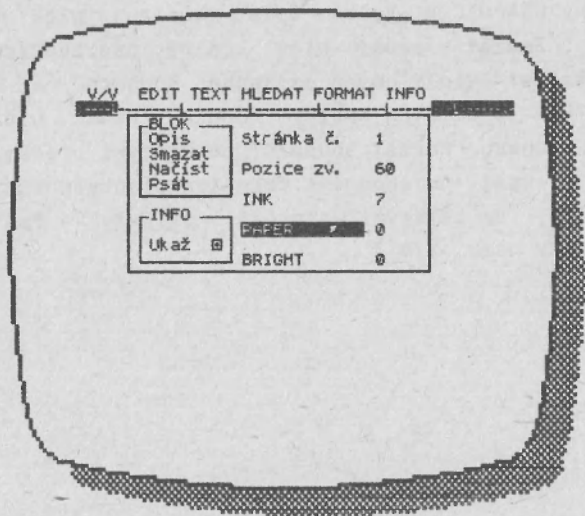 V/V EDIT TEXT HLEDAT FORMAT INFO
BLOK
Opis
Smazat
Načíst
Psát
INFO
Ukaž
Stránka č. 1
Pozice zv. 60
INK 7
PAPER 0
BRIGHT 0